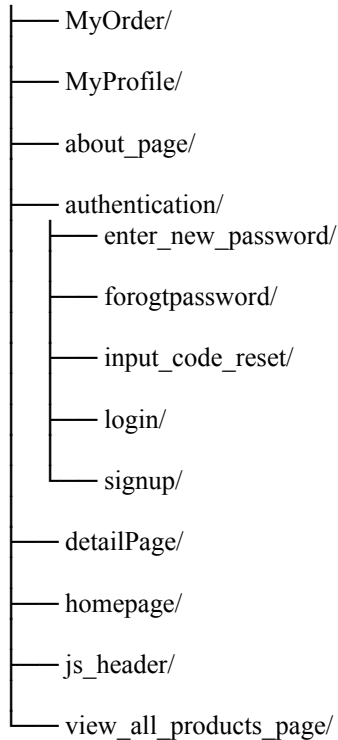 MyOrder/
MyProfile/
about_page/
authentication/
enter_new_password/
forogtpassword/
input_code_reset/
login/
signup/
detailPage/
homepage/
js_header/
view_all_products_page/